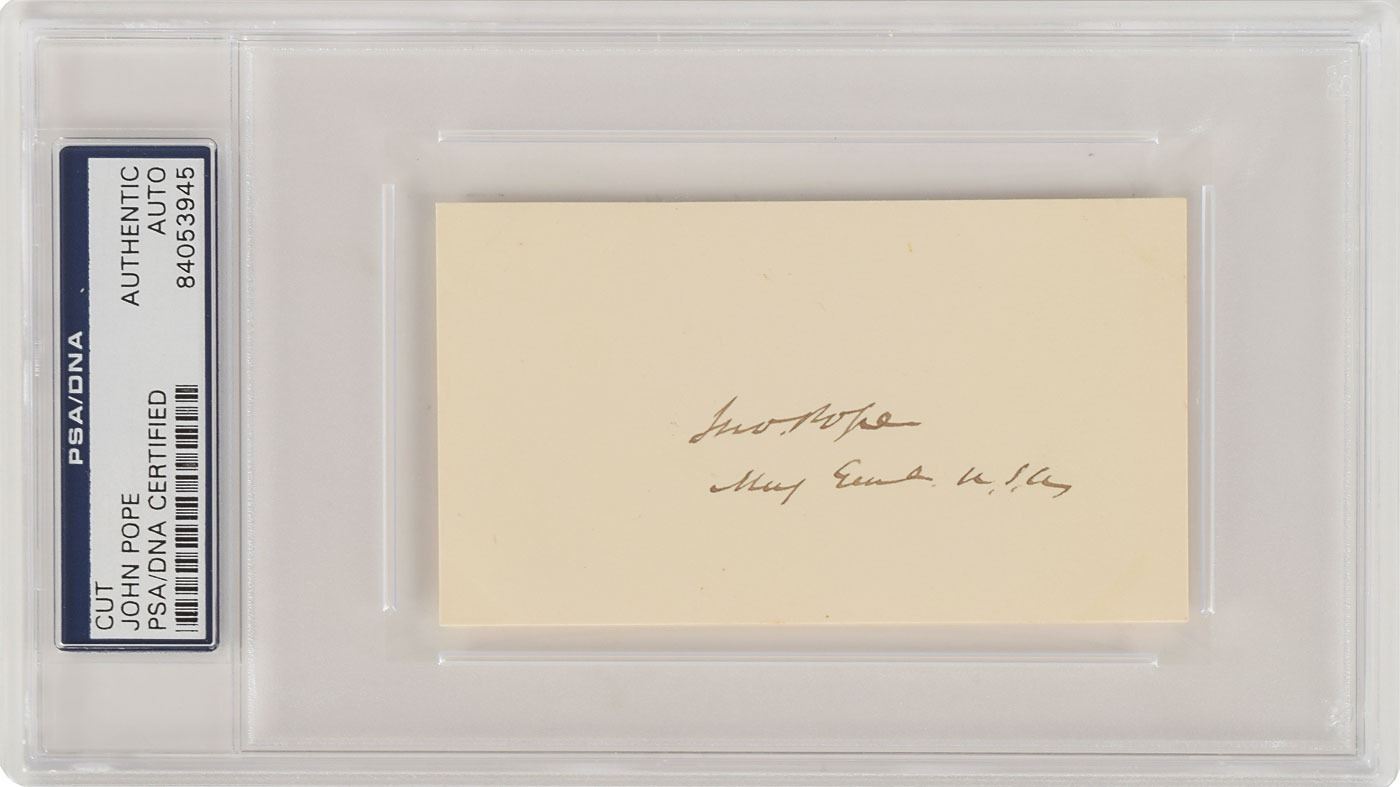 PSA/DNA
CUT AUTHENTIC
JOHN POPE AUTO
PSA/DNA CERTIFIED 84053945
Jno. Pope
Maj Genl. U.S.A.